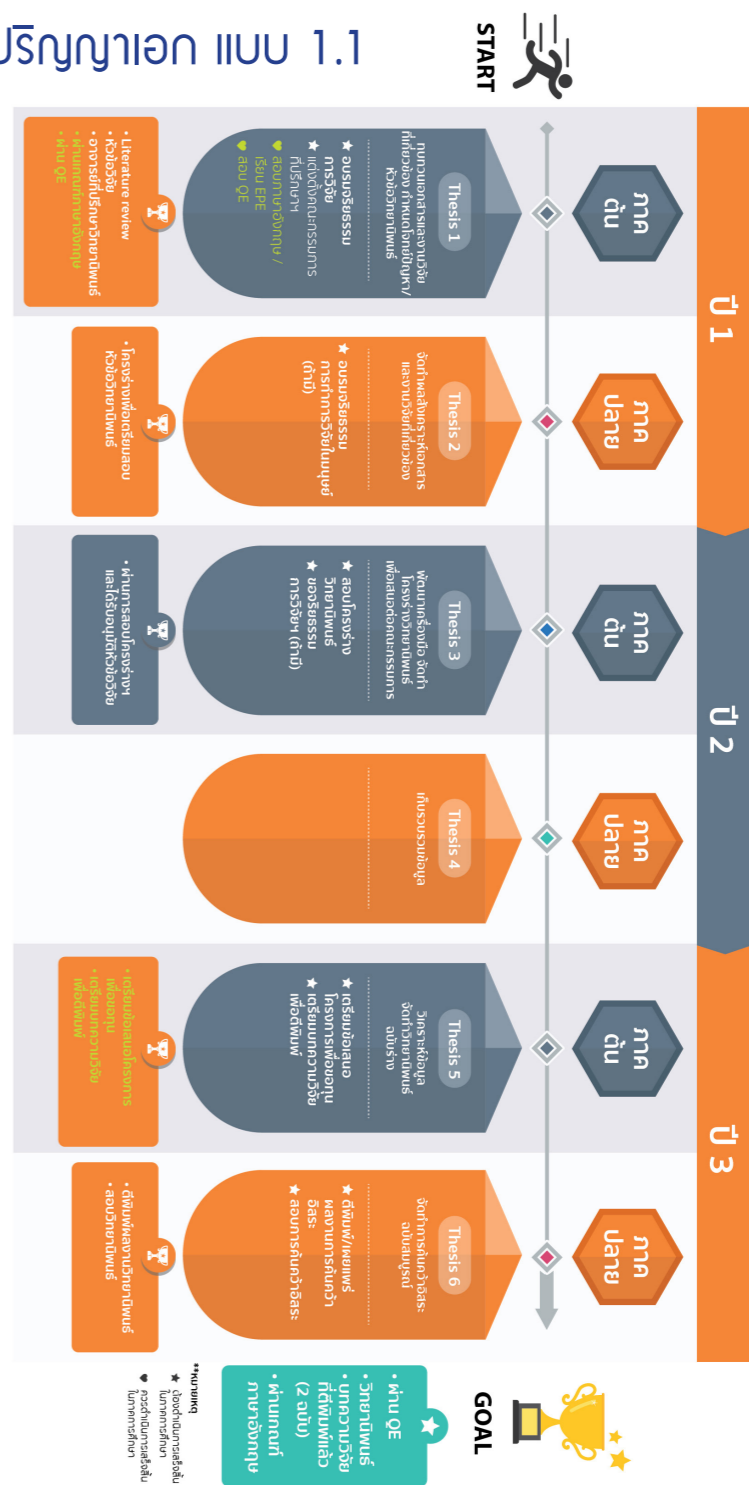 ปริญญาเอก แบบ 1.1
START
ปี 1
ภาค
ต้น
Thesis 1
ทบทวนเอกสารและงานวิจัย
ที่เกี่ยวข้อง กำหนดโจทย์ปัญหา/
หัวข้อวิทยานิพนธ์
★ อบรมจริยธรรม
การวิจัย
★ แต่งตั้งคณะกรรมการ
ที่ปรึกษาฯ
♥ สอบภาษาอังกฤษ /
เรียน EPE
♥ สอบ QE
• Literature review
• หัวข้อวิจัย
• อาจารย์ที่ปรึกษาวิทยานิพนธ์
• ผ่านเกณฑ์ภาษาอังกฤษ
• ผ่าน QE
ภาค
ปลาย
Thesis 2
จัดทำผลสังเคราะห์เอกสาร
และงานวิจัยที่เกี่ยวข้อง
★ อบรมจริยธรรม
การทำการวิจัยในมนุษย์
(ถ้ามี)
• โครงร่างเพื่อเตรียมสอบ
หัวข้อวิทยานิพนธ์
ปี 2
ภาค
ต้น
Thesis 3
พัฒนาเครื่องมือ จัดทำ
โครงร่างวิทยานิพนธ์
เพื่อเสนอต่อคณะกรรมการ
★ สอบโครงร่าง
วิทยานิพนธ์
★ ขอจริยธรรม
การวิจัยฯ (ถ้ามี)
• ผ่านการสอบโครงร่างฯ
และได้รับอนุมัติหัวข้อวิจัย
ภาค
ปลาย
Thesis 4
เก็บรวบรวมข้อมูล
ปี 3
ภาค
ต้น
Thesis 5
วิเคราะห์ข้อมูล
จัดทำวิทยานิพนธ์
ฉบับร่าง
★ เตรียมข้อเสนอ
โครงการเพื่อขอทุน
★ เตรียมบทความวิจัย
เพื่อตีพิมพ์
• เตรียมข้อเสนอโครงการ
เพื่อขอทุน
• เตรียมบทความวิจัย
เพื่อตีพิมพ์
ภาค
ปลาย
Thesis 6
จัดทำการค้นคว้าอิสระ
ฉบับสมบูรณ์
★ ตีพิมพ์/เผยแพร่
ผลงานการค้นคว้า
อิสระ
★ สอบการค้นคว้าอิสระ
• ตีพิมพ์ผลงานวิทยานิพนธ์
• สอบวิทยานิพนธ์
GOAL
• ผ่าน QE
• วิทยานิพนธ์
• บทความวิจัย
ที่ตีพิมพ์แล้ว
(2 ฉบับ)
• ผ่านเกณฑ์
ภาษาอังกฤษ
**หมายเหตุ
★ ต้องดำเนินการเสร็จสิ้น
ในภาคการศึกษา
♥ ควรดำเนินการเสร็จสิ้น
ในภาคการศึกษา